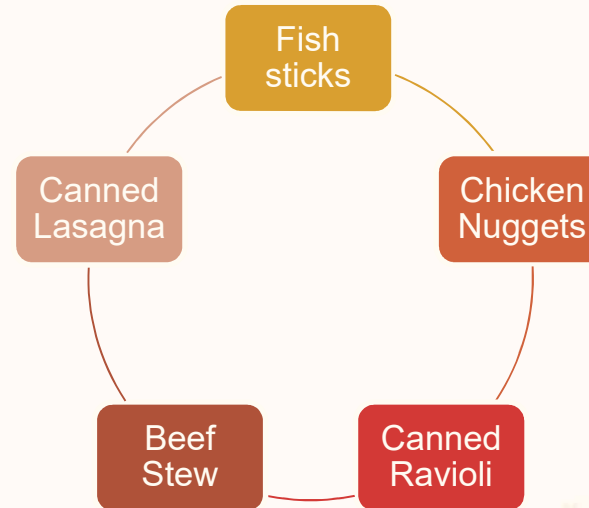 Fish
sticks
Chicken
Nuggets
Canned
Ravioli
Beef
Stew
Canned
Lasagna